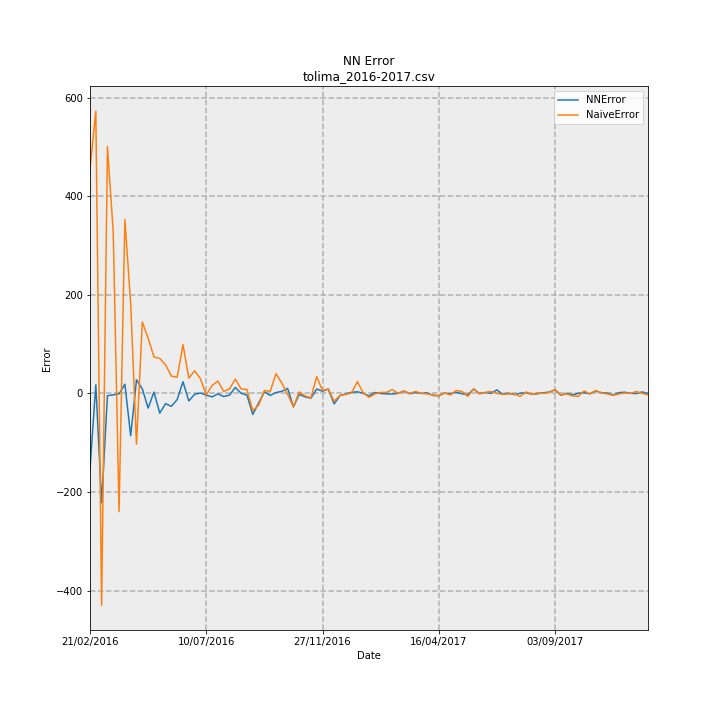 NN Error
tolima_2016-2017.csv
NNError
NaiveError
600
400
200
0
−200
−400
Error
21/02/2016
10/07/2016
27/11/2016
16/04/2017
03/09/2017
Date